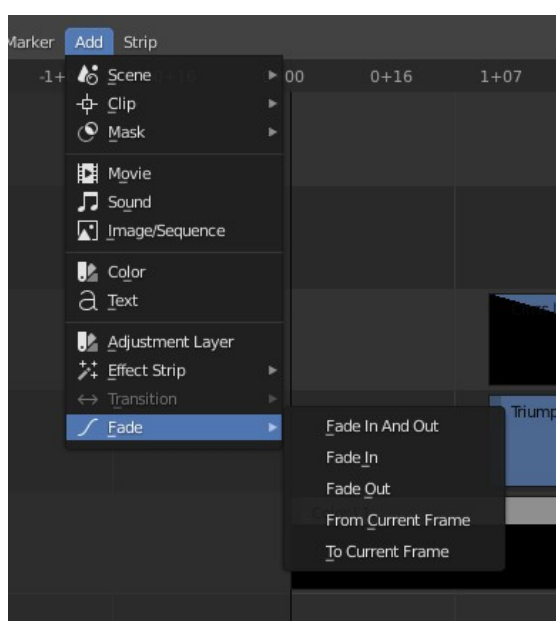 Marker Add Strip
-1+ 00 0+16 1+07
Scene
Clip
Mask
Movie
Sound
Image/Sequence
Color
Text
Adjustment Layer
Effect Strip
Transition
Fade
Fade In And Out
Fade In
Fade Out
From Current Frame
To Current Frame
Triump